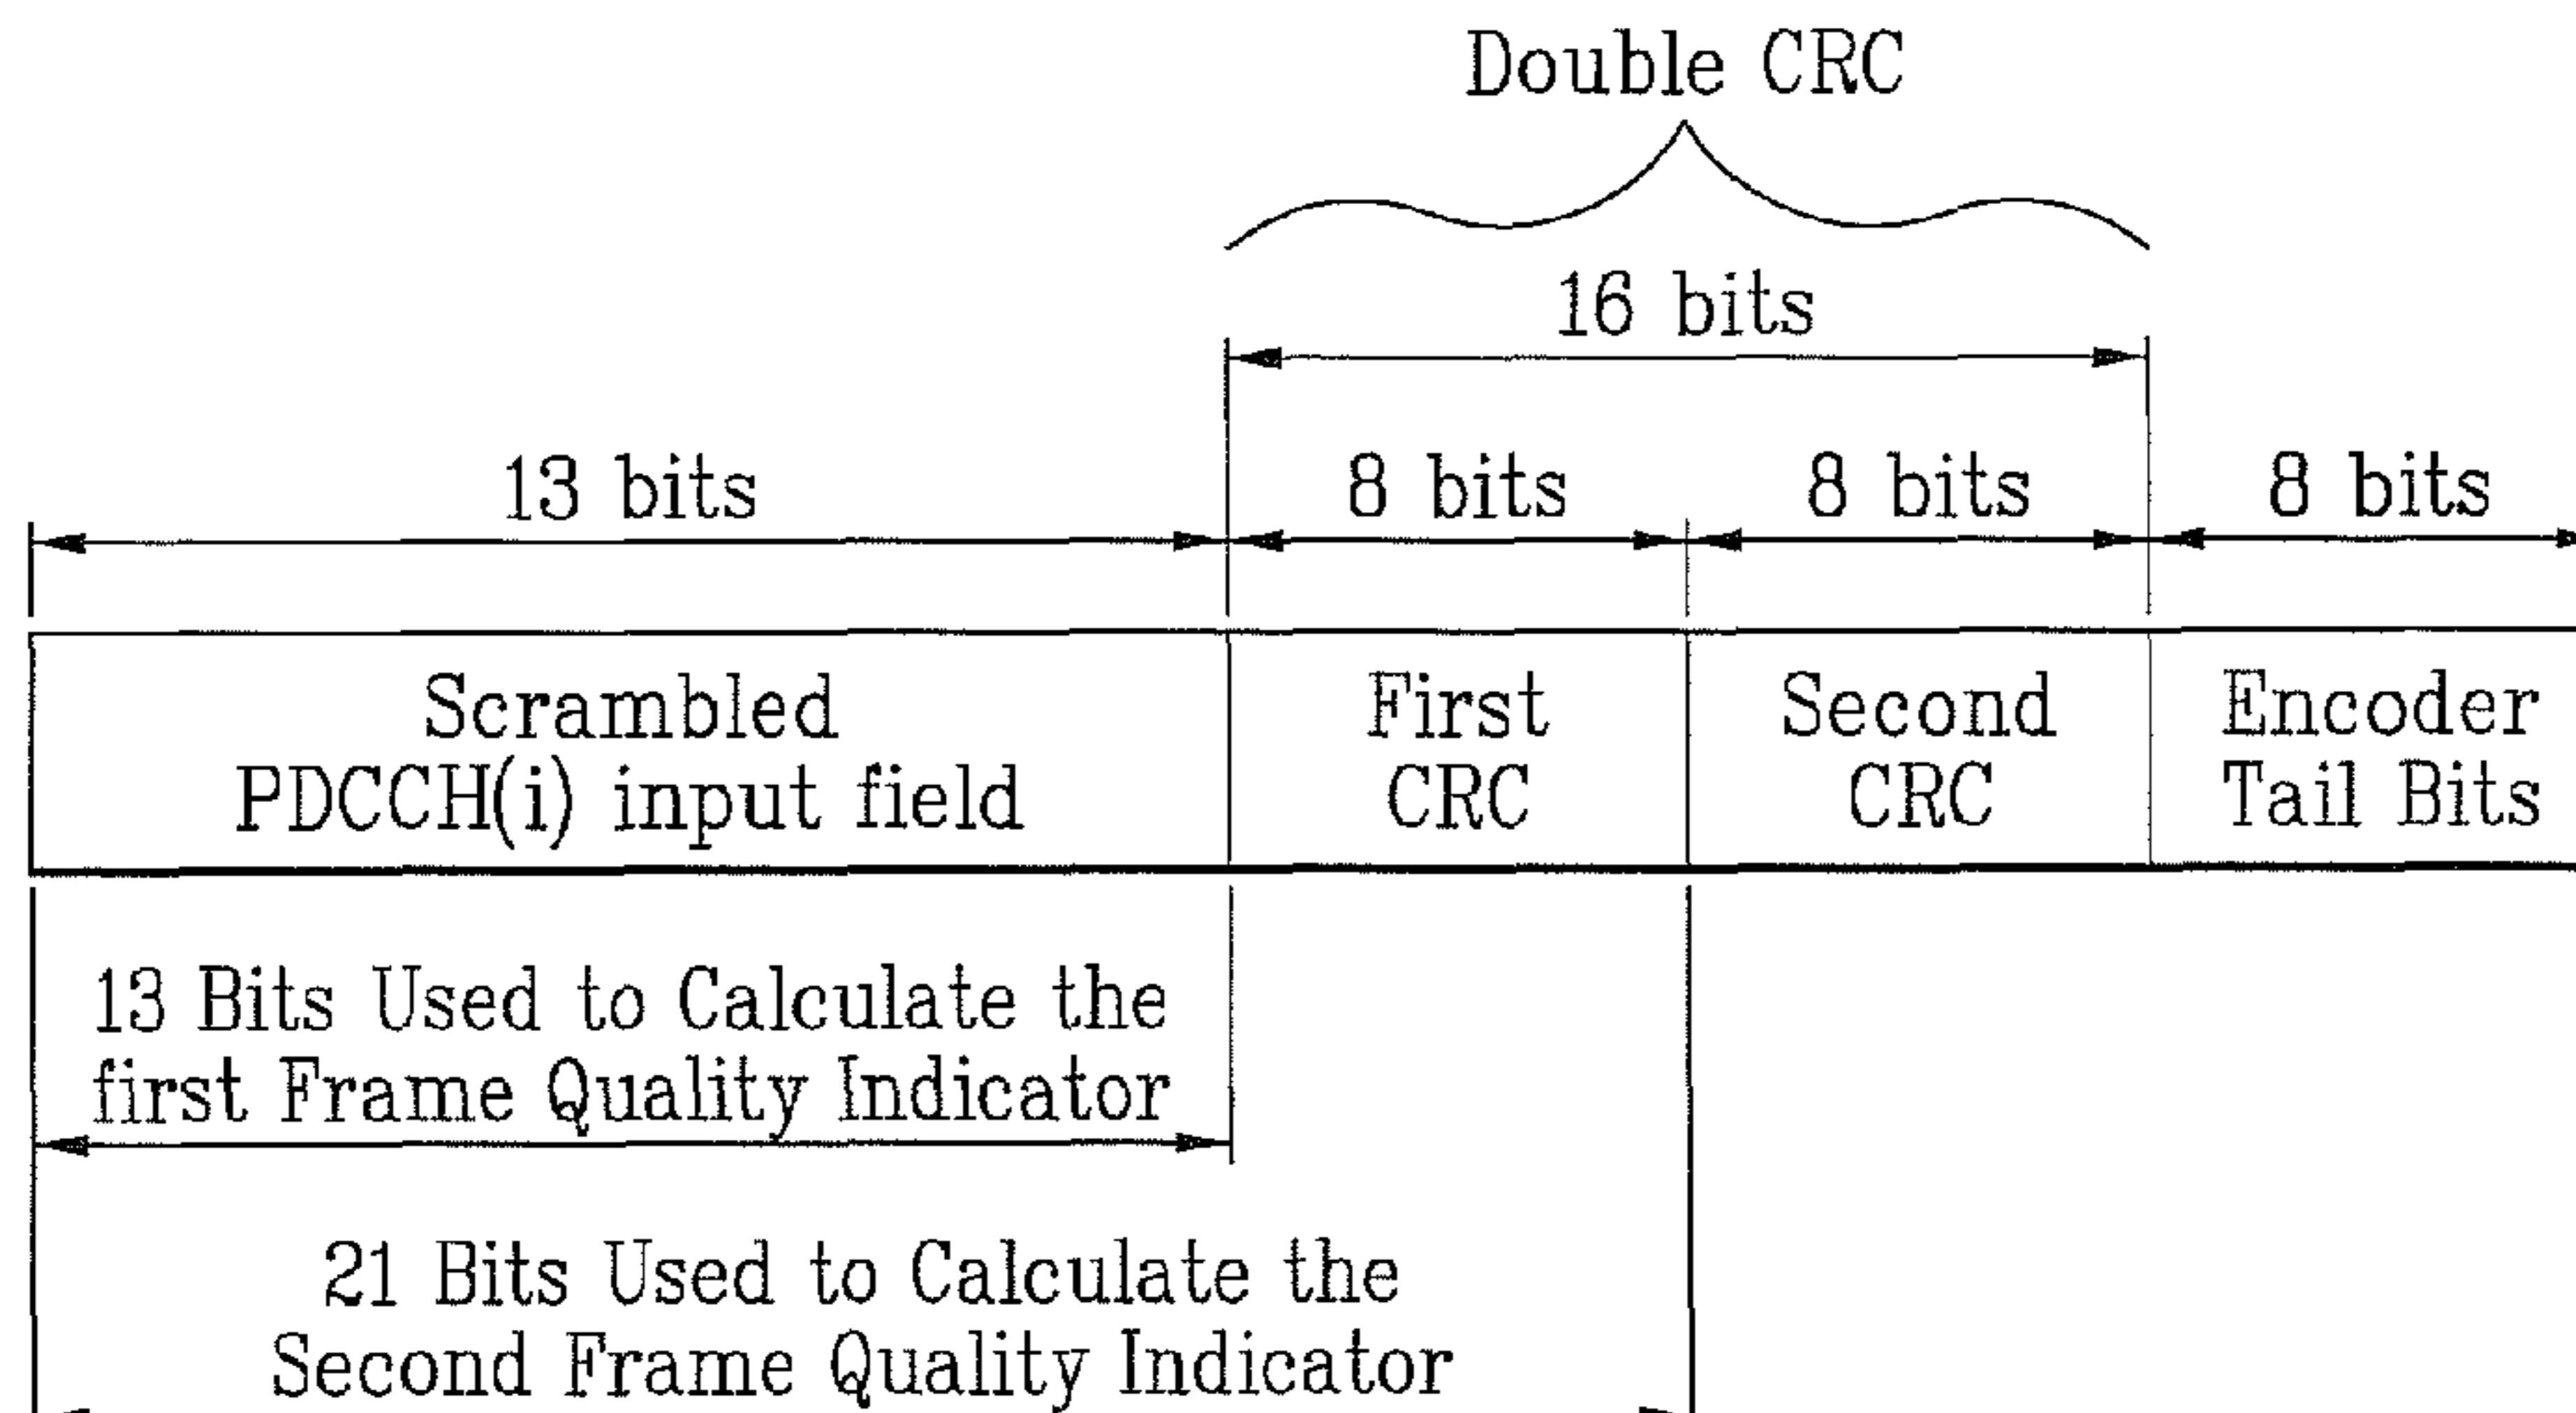 Double CRC
16 bits
13 bits
8 bits
8 bits
8 bits
Scrambled
PDCCH(i) input field
First
CRC
Second
CRC
Encoder
Tail Bits
13 Bits Used to Calculate the
first Frame Quality Indicator
21 Bits Used to Calculate the
Second Frame Quality Indicator